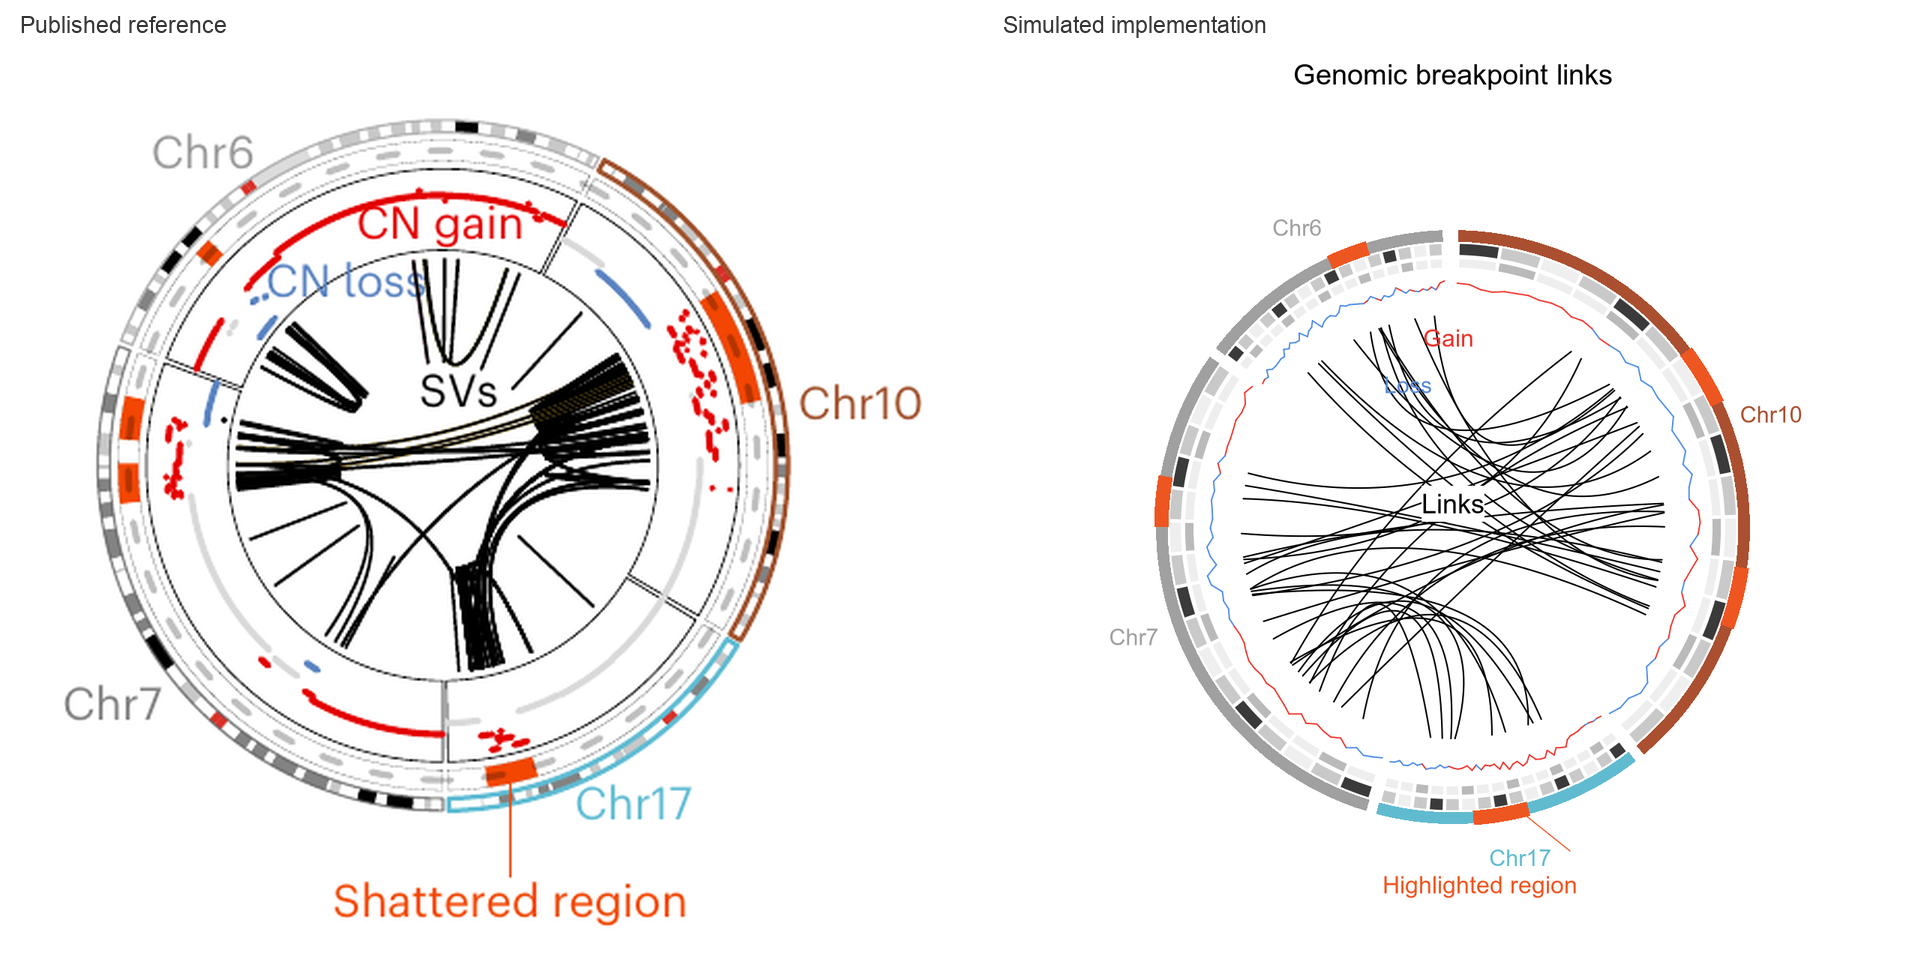 Published reference
Chr6
CN gain
CN loss
SVs
Chr10
Chr7
Chr17
Shattered region
Simulated implementation
Genomic breakpoint links
Chr6
Gain
Loss
Chr10
Links
Chr7
Chr17
Highlighted region